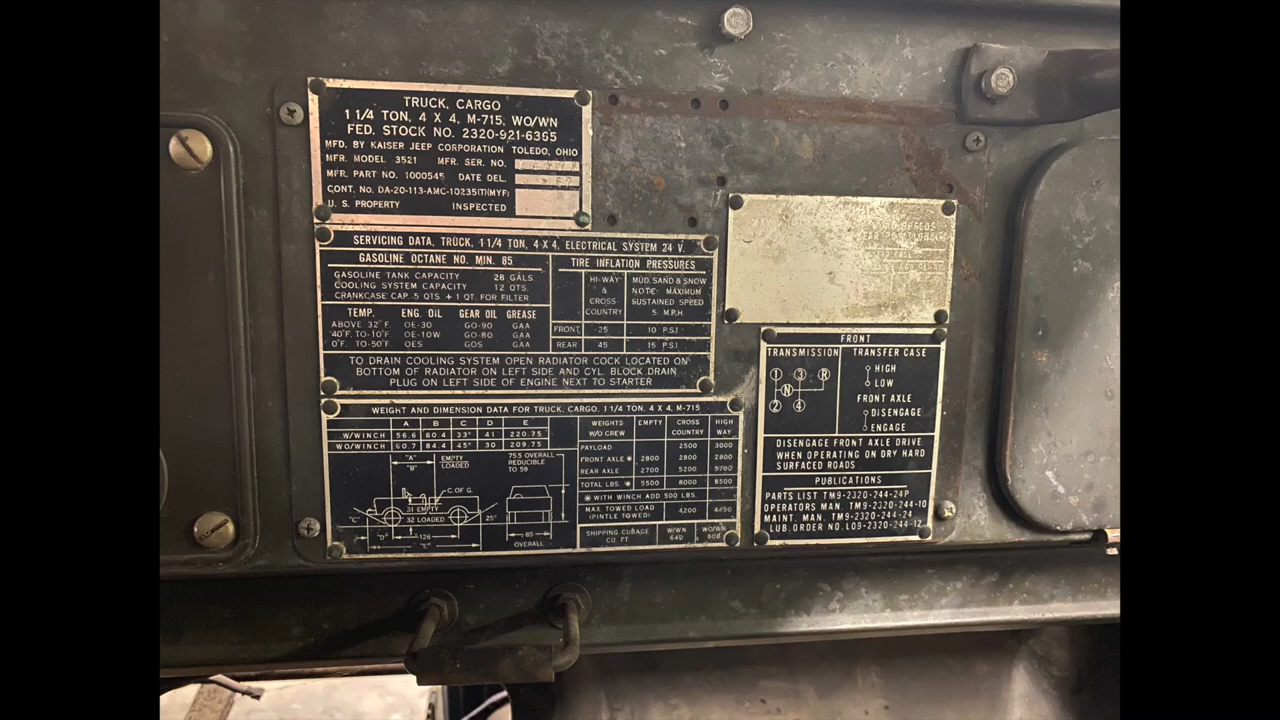 TRUCK, CARGO
1 1/4 TON, 4 X 4, M-715, WO/WN
FED. STOCK NO. 2320-921-6365
MFD. BY KAISER JEEP CORPORATION TOLEDO, OHIO
MFR. MODEL 3521 MFR. SER. NO.
MFR. PART NO. 1000545 DATE DEL.
CONT. No. DA-20-113-AMC-10235(T)(MYF)
U. S. PROPERTY INSPECTED
SERVICING DATA, TRUCK, 1 1/4 TON, 4 X 4, ELECTRICAL SYSTEM 24 V.
GASOLINE OCTANE NO. MIN. 85
GASOLINE TANK CAPACITY 28 GALS.
COOLING SYSTEM CAPACITY 12 QTS.
CRANKCASE CAP. 5 QTS + 1 QT. FOR FILTER
TEMP. ENG. OIL GEAR OIL GREASE
ABOVE 32°F. OE-30 GO-90 GAA
40°F. TO-10°F. OE-10W GO-80 GAA
0°F. TO-50°F OES GOS GAA
TIRE INFLATION PRESSURES
HI-WAY & CROSS-COUNTRY
MUD, SAND & SNOW
NOTE: MAXIMUM
SUSTAINED SPEED
5 M.P.H.
FRONT 25 10 P.S.I.
REAR 45 15 P.S.I.
TO DRAIN COOLING SYSTEM OPEN RADIATOR COCK LOCATED ON
BOTTOM OF RADIATOR ON LEFT SIDE AND CYL. BLOCK DRAIN
PLUG ON LEFT SIDE OF ENGINE NEXT TO STARTER
WEIGHT AND DIMENSION DATA FOR TRUCK, CARGO, 1 1/4 TON, 4 X 4, M-715
A B C D E
W/WINCH 56.6 80.4 33° 41 220.75
WO/WINCH 60.7 84.4 45° 30 209.75
"A" EMPTY
"B" LOADED
75.5 OVERALL
REDUCIBLE
TO 59
C. OF G.
31 EMPTY
32 LOADED
"C" 25°
"D" 126
"E"
85
OVERALL
WEIGHTS W/O CREW EMPTY CROSS COUNTRY HIGH WAY
PAYLOAD 2500 3000
FRONT AXLE * 2800 2800 2800
REAR AXLE 2700 5200 5700
TOTAL LBS. * 5500 8000 8500
* WITH WINCH ADD 500 LBS.
MAX. TOWED LOAD
(PINTLE TOWED) 4200 4450
SHIPPING CUBAGE CU. FT W/WN 640 WO/WN 606
FRONT
TRANSMISSION
1 3 R
N
2 4
TRANSFER CASE
HIGH
LOW
FRONT AXLE
DISENGAGE
ENGAGE
DISENGAGE FRONT AXLE DRIVE
WHEN OPERATING ON DRY HARD
SURFACED ROADS
PUBLICATIONS
PARTS LIST TM9-2320-244-24P
OPERATORS MAN. TM9-2320-244-10
MAINT. MAN. TM9-2320-244-24
LUB. ORDER NO. LO9-2320-244-12